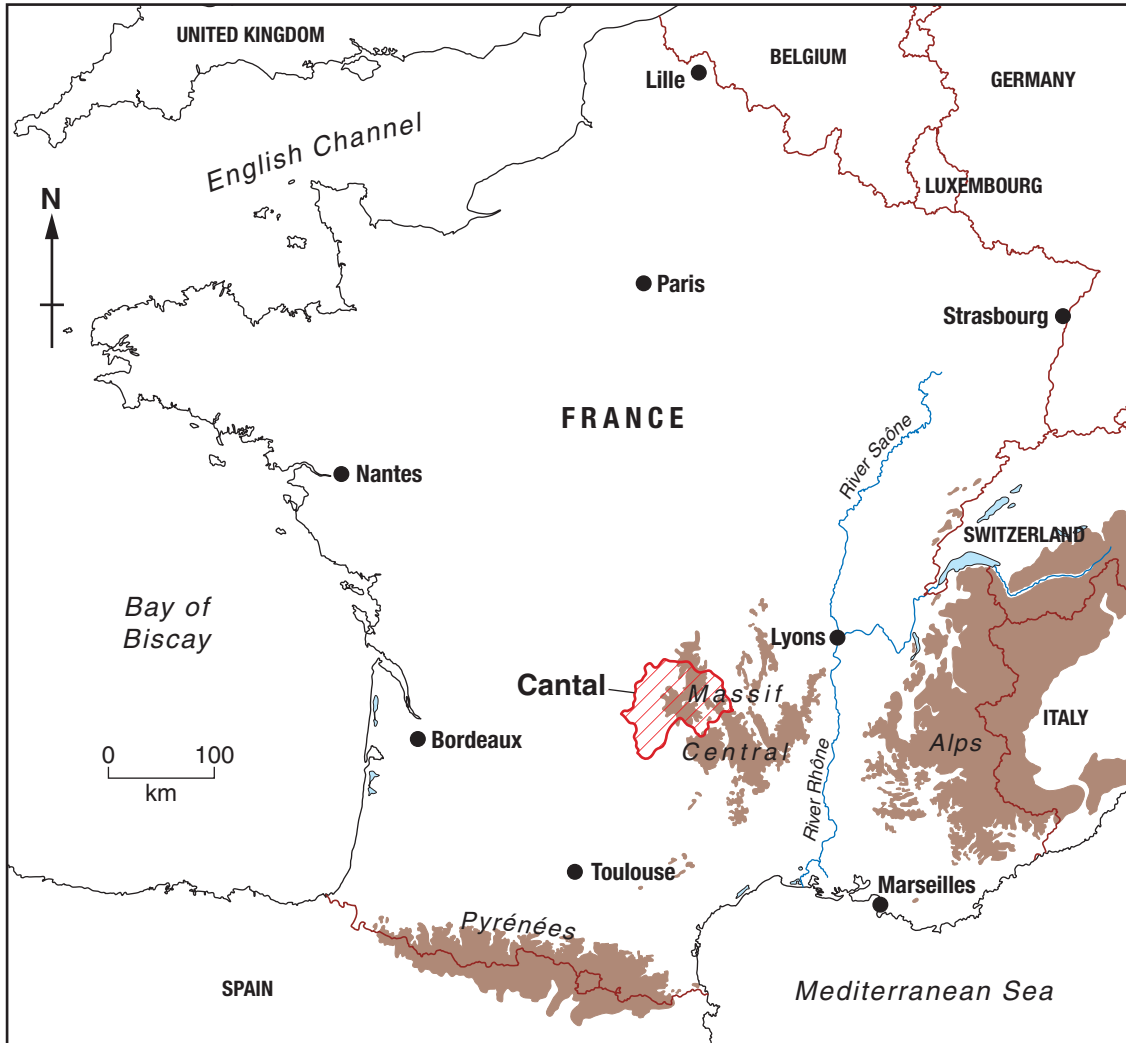 UNITED KINGDOM
BELGIUM
Lille
GERMANY
English Channel
LUXEMBOURG
N
Paris
Strasbourg
FRANCE
River Saône
Nantes
SWITZERLAND
Bay of
Biscay
Lyons
Cantal
Massif
Central
ITALY
Alps
Bordeaux
0 100
km
River Rhône
Toulouse
Marseilles
Pyrénées
SPAIN
Mediterranean Sea